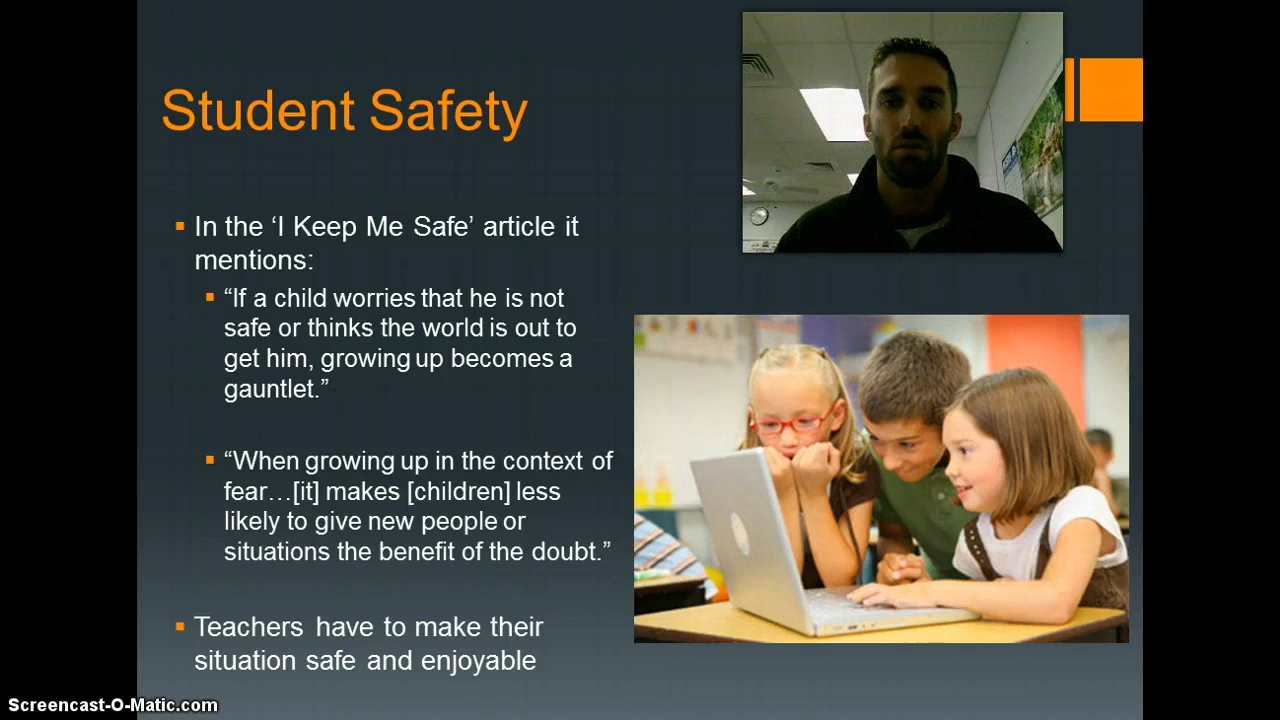 Student Safety
In the ‘I Keep Me Safe’ article it
mentions:
“If a child worries that he is not
safe or thinks the world is out to
get him, growing up becomes a
gauntlet.”
“When growing up in the context of
fear…[it] makes [children] less
likely to give new people or
situations the benefit of the doubt.”
Teachers have to make their
situation safe and enjoyable
Screencast-O-Matic.com